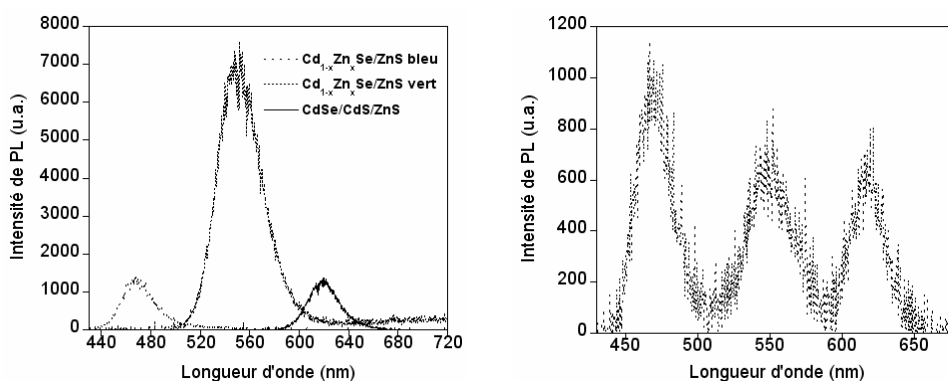 8000
7000
6000
5000
4000
3000
2000
1000
0
Intensité de PL (u.a.)
Cd1-xZnxSe/ZnS bleu
Cd1-xZnxSe/ZnS vert
CdSe/CdS/ZnS
440 480 520 560 600 640 680 720
Longueur d'onde (nm)
1200
1000
800
600
400
200
0
Intensité de PL (u.a.)
450 500 550 600 650
Longueur d'onde (nm)